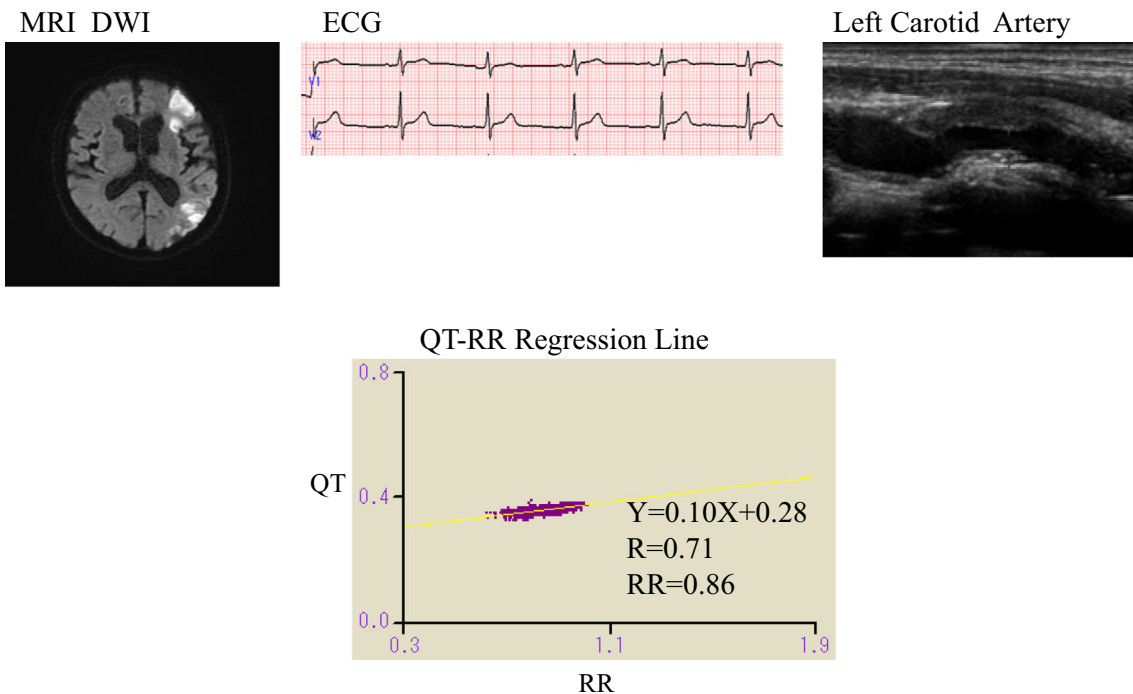 MRI DWI
ECG
Left Carotid Artery
V1
V2
QT-RR Regression Line
0.8
QT
0.4
Y=0.10X+0.28
R=0.71
RR=0.86
0.0
0.3
1.1
1.9
RR